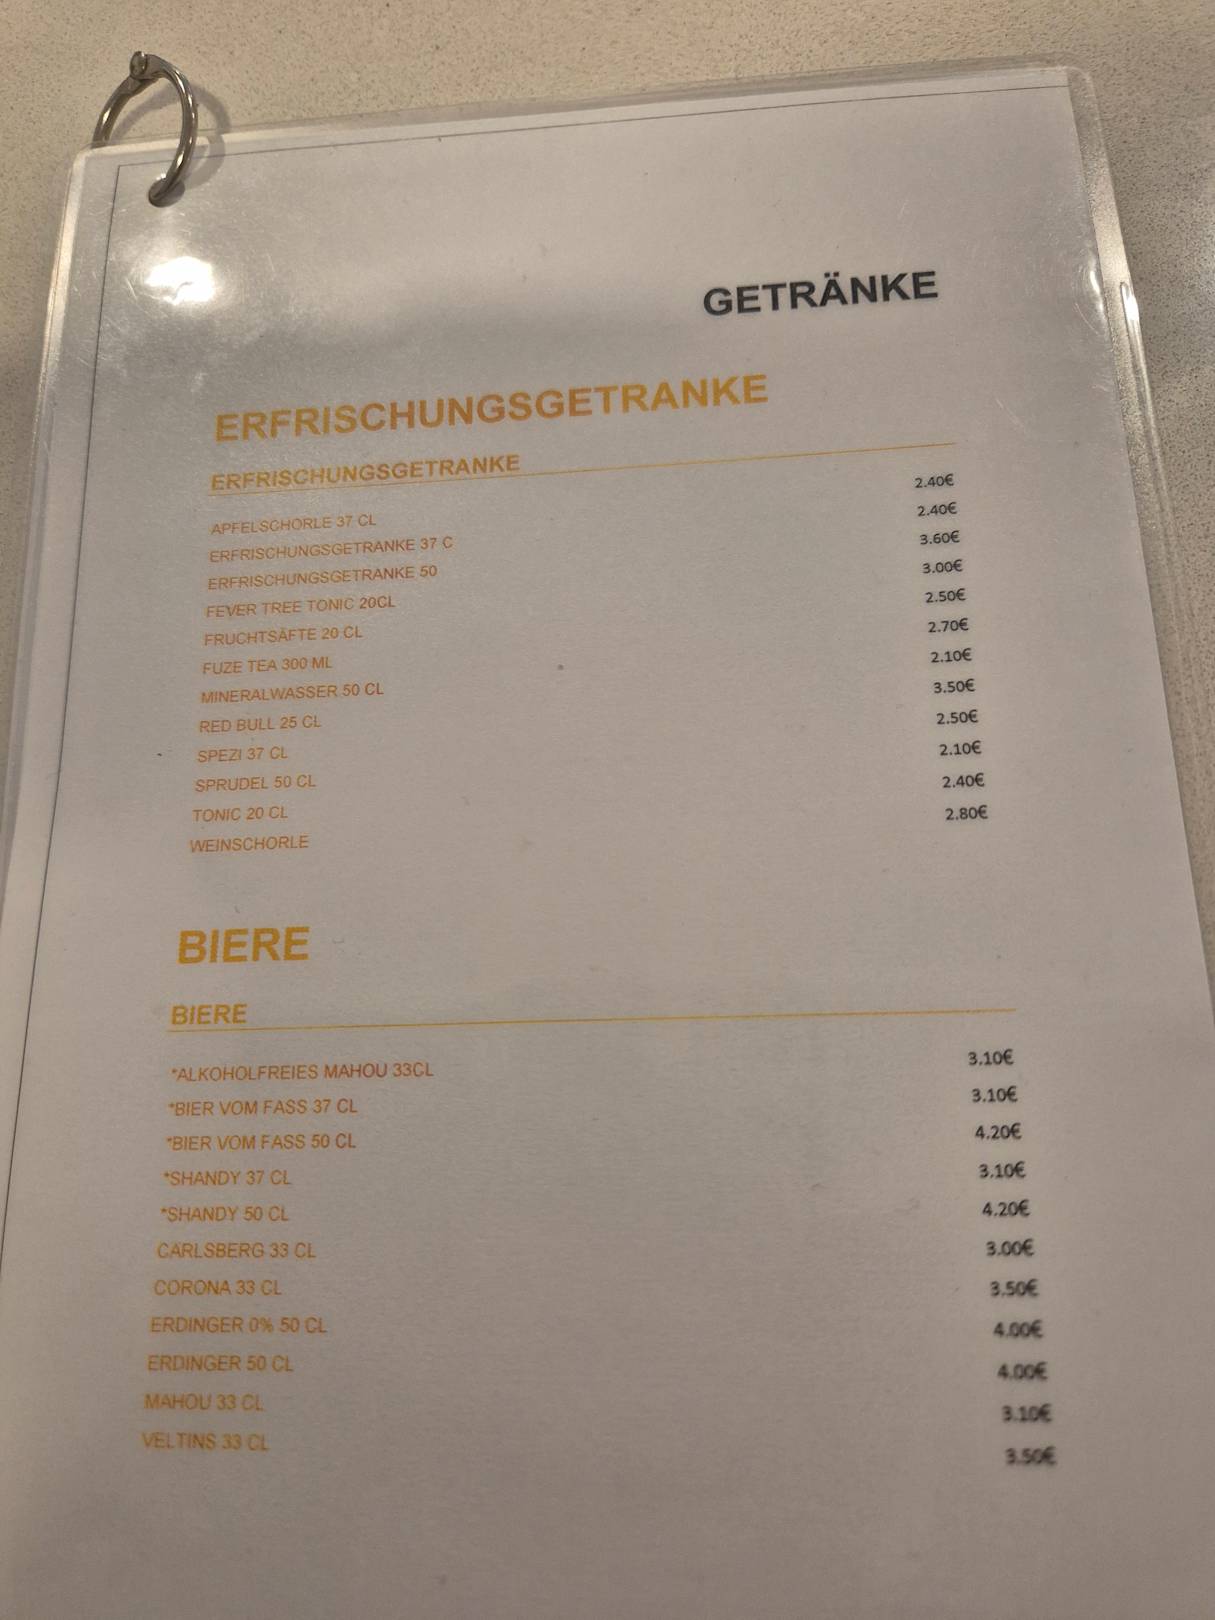 GETRÄNKE
ERFRISCHUNGSGETRANKE
ERFRISCHUNGSGETRANKE
APFELSCHORLE 37 CL 2.40€
ERFRISCHUNGSGETRANKE 37 C 2.40€
ERFRISCHUNGSGETRANKE 50 3.60€
FEVER TREE TONIC 20CL 3.00€
FRUCHTSÄFTE 20 CL 2.50€
FUZE TEA 300 ML 2.70€
MINERALWASSER 50 CL 2.10€
RED BULL 25 CL 3.50€
SPEZI 37 CL 2.50€
SPRUDEL 50 CL 2.10€
TONIC 20 CL 2.40€
WEINSCHORLE 2.80€
BIERE
BIERE
*ALKOHOLFREIES MAHOU 33CL 3.10€
*BIER VOM FASS 37 CL 3.10€
*BIER VOM FASS 50 CL 4.20€
*SHANDY 37 CL 3.10€
*SHANDY 50 CL 4.20€
CARLSBERG 33 CL 3.00€
CORONA 33 CL 3.50€
ERDINGER 0% 50 CL 4.00€
ERDINGER 50 CL 4.00€
MAHOU 33 CL 3.10€
VELTINS 33 CL 3.50€